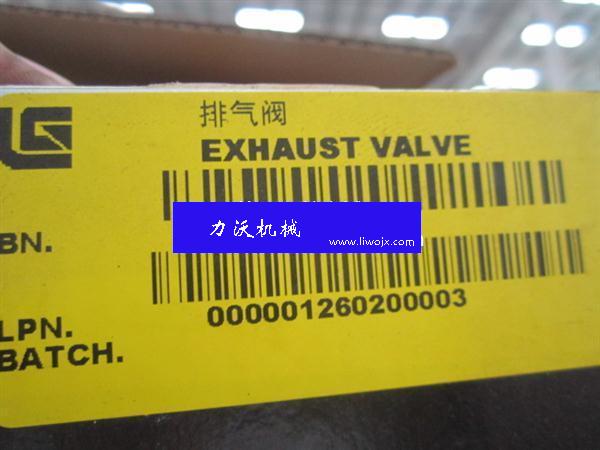 排气阀
EXHAUST VALVE
BN.
力沃机械
www.liwojx.com
000001260200003
LPN.
BATCH.